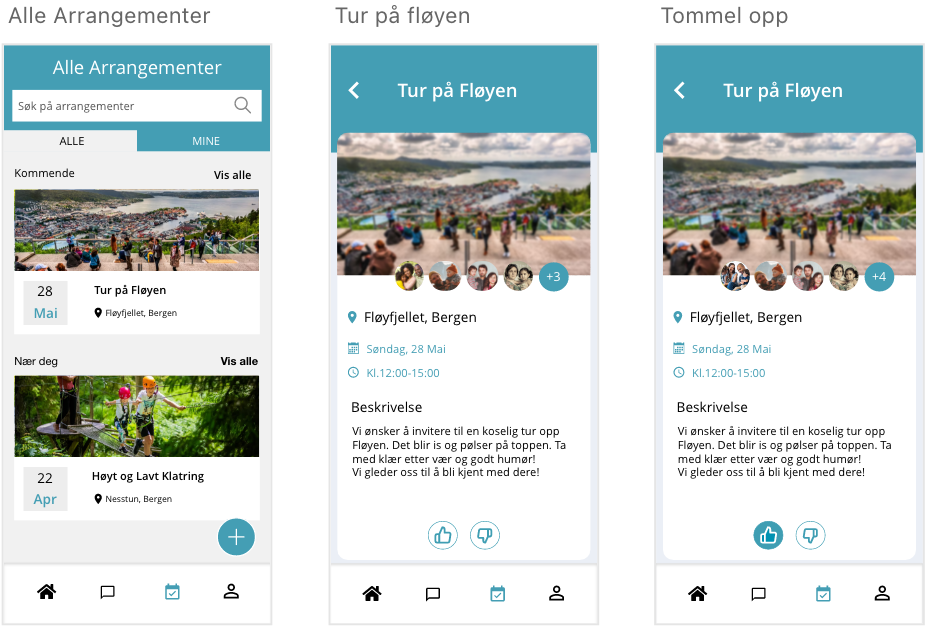 Alle Arrangementer
Alle Arrangementer
Søk på arrangementer
ALLE
MINE
Kommende
Vis alle
28
Mai
Tur på Fløyen
Fløyfjellet, Bergen
Nær deg
Vis alle
22
Apr
Høyt og Lavt Klatring
Nesstun, Bergen
Tur på fløyen
Tur på Fløyen
+3
Fløyfjellet, Bergen
Søndag, 28 Mai
Kl.12:00-15:00
Beskrivelse
Vi ønsker å invitere til en koselig tur opp
Fløyen. Det blir is og pølser på toppen. Ta
med klær etter vær og godt humør!
Vi gleder oss til å bli kjent med dere!
Tommel opp
Tur på Fløyen
+4
Fløyfjellet, Bergen
Søndag, 28 Mai
Kl.12:00-15:00
Beskrivelse
Vi ønsker å invitere til en koselig tur opp
Fløyen. Det blir is og pølser på toppen. Ta
med klær etter vær og godt humør!
Vi gleder oss til å bli kjent med dere!